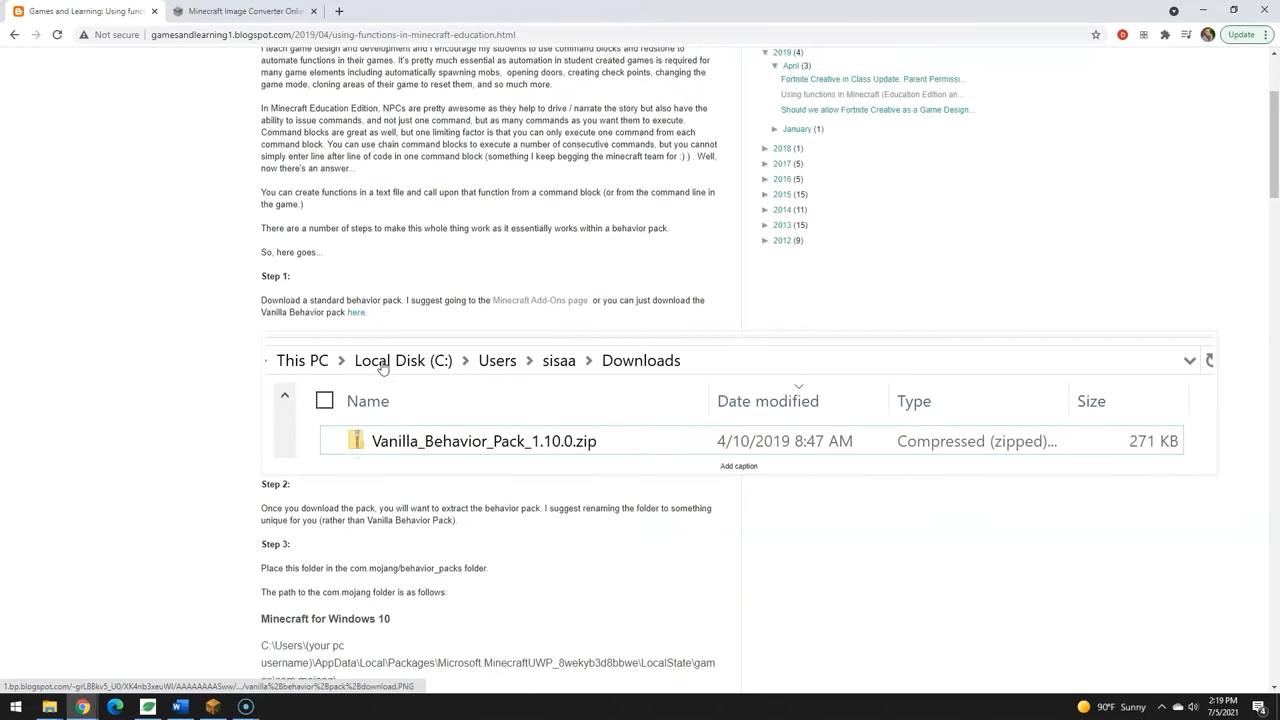 Games and Learning: Using func
Minecraft Image Converter Onlin
Not secure | gamesandlearning1.blogspot.com/2019/04/using-functions-in-minecraft-education.html
Update
I teach game design and development and I encourage my students to use command blocks and redstone to
automate functions in their games. It's pretty much essential as automation in student created games is required for
many game elements including automatically spawning mobs, opening doors, creating check points, changing the
game mode, cloning areas of their game to reset them, and so much more.
In Minecraft Education Edition, NPCs are pretty awesome as they help to drive / narrate the story but also have the
ability to issue commands, and not just one command, but as many commands as you want them to execute.
Command blocks are great as well, but one limiting factor is that you can only execute one command from each
command block. You can use chain command blocks to execute a number of consecutive commands, but you cannot
simply enter line after line of code in one command block (something I keep begging the minecraft team for :) ) . Well,
now there's an answer...
You can create functions in a text file and call upon that function from a command block (or from the command line in
the game.)
There are a number of steps to make this whole thing work as it essentially works within a behavior pack.
So, here goes...
Step 1:
Download a standard behavior pack. I suggest going to the Minecraft Add-Ons page or you can just download the
Vanilla Behavior pack here.
This PC > Local Disk (C:) > Users > sisaa > Downloads
Name Date modified Type Size
Vanilla_Behavior_Pack_1.10.0.zip 4/10/2019 8:47 AM Compressed (zipped)... 271 KB
Add caption
Step 2:
Once you download the pack, you will want to extract the behavior pack. I suggest renaming the folder to something
unique for you (rather than Vanilla Behavior Pack).
Step 3:
Place this folder in the com.mojang/behavior_packs folder.
The path to the com.mojang folder is as follows:
Minecraft for Windows 10
C:\Users\(your pc
username)\AppData\Local\Packages\Microsoft.MinecraftUWP_8wekyb3d8bbwe\LocalState\gam
▼ 2019 (4)
▼ April (3)
Fortnite Creative in Class Update: Parent Permissi...
Using functions in Minecraft (Education Edition an...
Should we allow Fortnite Creative as a Game Design...
► January (1)
► 2018 (1)
► 2017 (5)
► 2016 (5)
► 2015 (15)
► 2014 (11)
► 2013 (15)
► 2012 (9)
90°F Sunny
2:19 PM
7/5/2021